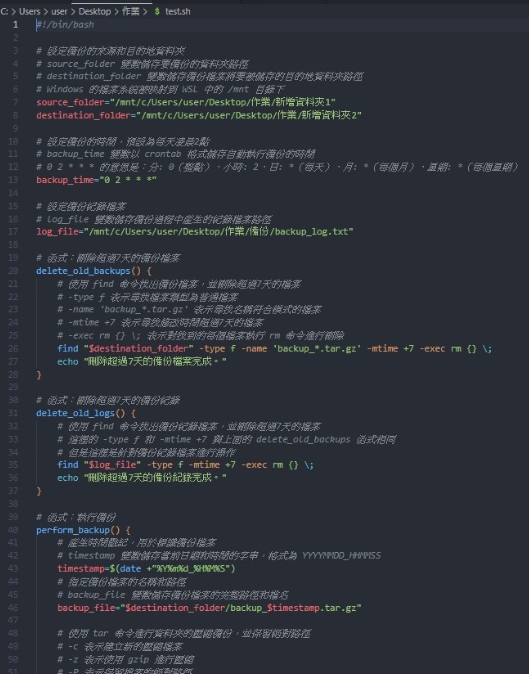 C: > Users > user > Desktop > 作業 > $ test.sh
1 #!/bin/bash
2
3 # 設定備份的來源和目的地資料夾
4 # source_folder 變數儲存要備份的資料夾路徑
5 # destination_folder 變數儲存備份檔案將要被儲存的目的地資料夾路徑
6 # Windows 的檔案系統被映射到 WSL 中的 /mnt 目錄下
7 source_folder="/mnt/c/Users/user/Desktop/作業/新增資料夾1"
8 destination_folder="/mnt/c/Users/user/Desktop/作業/新增資料夾2"
9
10 # 設定備份的時間，預設為每天凌晨2點
11 # backup_time 變數以 crontab 格式儲存自動執行備份的時間
12 # 0 2 * * * 的意思是：分: 0（整點）、小時: 2、日: *（每天）、月: *（每個月）、星期: *（每個星期）
13 backup_time="0 2 * * *"
14
15 # 設定備份紀錄檔案
16 # log_file 變數儲存備份過程中產生的紀錄檔案路徑
17 log_file="/mnt/c/Users/user/Desktop/作業/備份/backup_log.txt"
18
19 # 函式：刪除超過7天的備份檔案
20 delete_old_backups() {
21 # 使用 find 命令找出備份檔案，並刪除超過7天的檔案
22 # -type f 表示尋找檔案類型為普通檔案
23 # -name 'backup_*.tar.gz' 表示尋找名稱符合模式的檔案
24 # -mtime +7 表示尋找修改時間超過7天的檔案
25 # -exec rm {} \; 表示對找到的每個檔案執行 rm 命令進行刪除
26 find "$destination_folder" -type f -name 'backup_*.tar.gz' -mtime +7 -exec rm {} \;
27 echo "刪除超過7天的備份檔案完成。"
28 }
29
30 # 函式：刪除超過7天的備份紀錄
31 delete_old_logs() {
32 # 使用 find 命令找出備份紀錄檔案，並刪除超過7天的檔案
33 # 這裡的 -type f 和 -mtime +7 與上面的 delete_old_backups 函式相同
34 # 但是這裡是針對備份紀錄檔案進行操作
35 find "$log_file" -type f -mtime +7 -exec rm {} \;
36 echo "刪除超過7天的備份紀錄完成。"
37 }
38
39 # 函式：執行備份
40 perform_backup() {
41 # 產生時間戳記，用於標識備份檔案
42 # timestamp 變數儲存當前日期和時間的字串，格式為 YYYYMMDD_HHMMSS
43 timestamp=$(date +"%Y%m%d_%H%M%S")
44 # 指定備份檔案的名稱和路徑
45 # backup_file 變數儲存備份檔案的完整路徑和檔名
46 backup_file="$destination_folder/backup_$timestamp.tar.gz"
47
48 # 使用 tar 命令進行資料夾的壓縮備份，並保留絕對路徑
49 # -c 表示建立新的壓縮檔案
50 # -z 表示使用 gzip 進行壓縮
51 # -P 表示保留檔案的絕對路徑